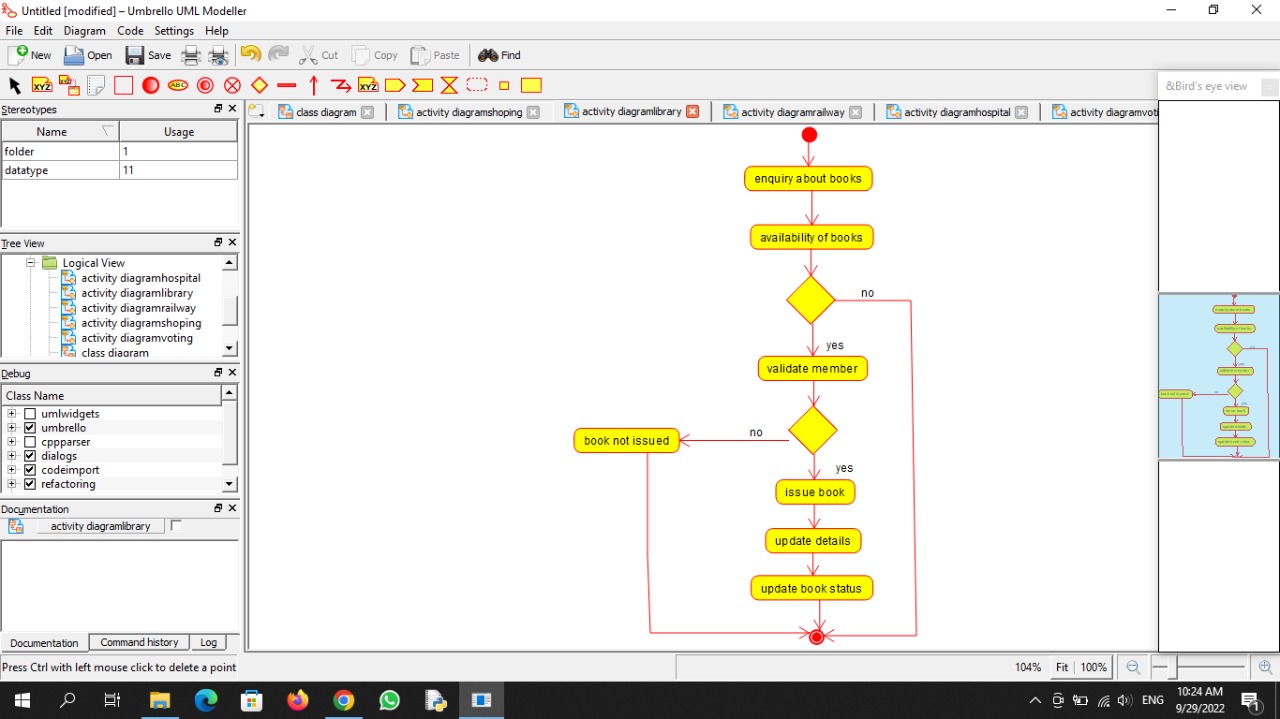 Untitled [modified] – Umbrello UML Modeller
File Edit Diagram Code Settings Help
New Open Save Cut Copy Paste Find
XYZ ABC XYZ
&Bird's eye view
Stereotypes
Name Usage
folder 1
datatype 11
Tree View
Logical View
activity diagramhospital
activity diagramlibrary
activity diagramrailway
activity diagramshoping
activity diagramvoting
class diagram
Debug
Class Name
umlwidgets
umbrello
cppparser
dialogs
codeimport
refactoring
Documentation
activity diagramlibrary
Documentation Command history Log
class diagram activity diagramshoping activity diagramlibrary activity diagramrailway activity diagramhospital activity diagramvoti
enquiry about books
availability of books
no
yes
validate member
no
book not issued
yes
issue book
update details
update book status
Press Ctrl with left mouse click to delete a point
104% Fit 100%
ENG
10:24 AM
9/29/2022
1